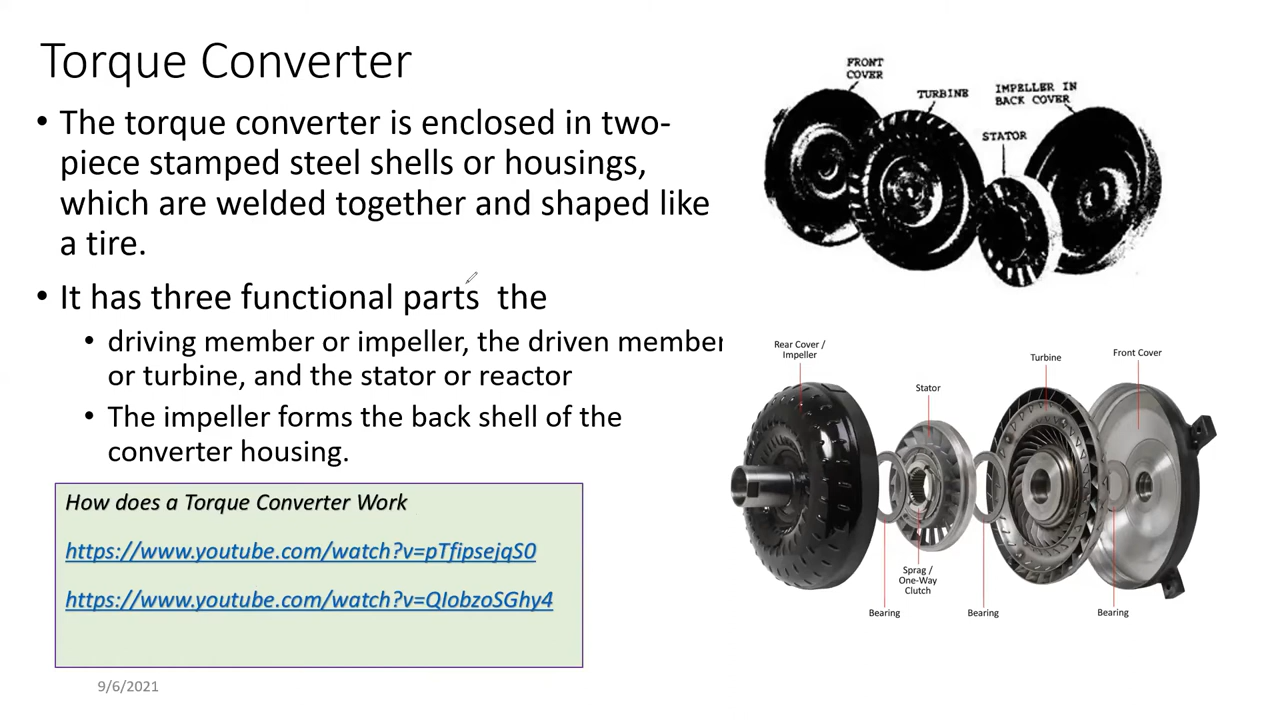 Torque Converter
• The torque converter is enclosed in two-
piece stamped steel shells or housings,
which are welded together and shaped like
a tire.
• It has three functional parts  the
• driving member or impeller, the driven member
or turbine, and the stator or reactor
• The impeller forms the back shell of the
converter housing.
How does a Torque Converter Work
https://www.youtube.com/watch?v=pTfipsejqS0
https://www.youtube.com/watch?v=QIobzoSGhy4
9/6/2021
FRONT
COVER
TURBINE
IMPELLER IN
BACK COVER
STATOR
Rear Cover /
Impeller
Stator
Turbine
Front Cover
Sprag /
One-Way
Clutch
Bearing
Bearing
Bearing